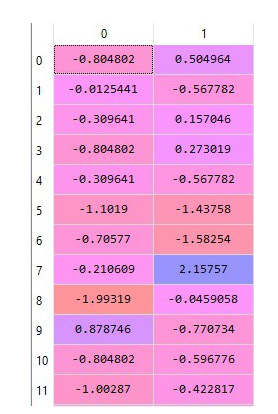 0 1
0 -0.804802 0.504964
1 -0.0125441 -0.567782
2 -0.309641 0.157046
3 -0.804802 0.273019
4 -0.309641 -0.567782
5 -1.1019 -1.43758
6 -0.70577 -1.58254
7 -0.210609 2.15757
8 -1.99319 -0.0459058
9 0.878746 -0.770734
10 -0.804802 -0.596776
11 -1.00287 -0.422817